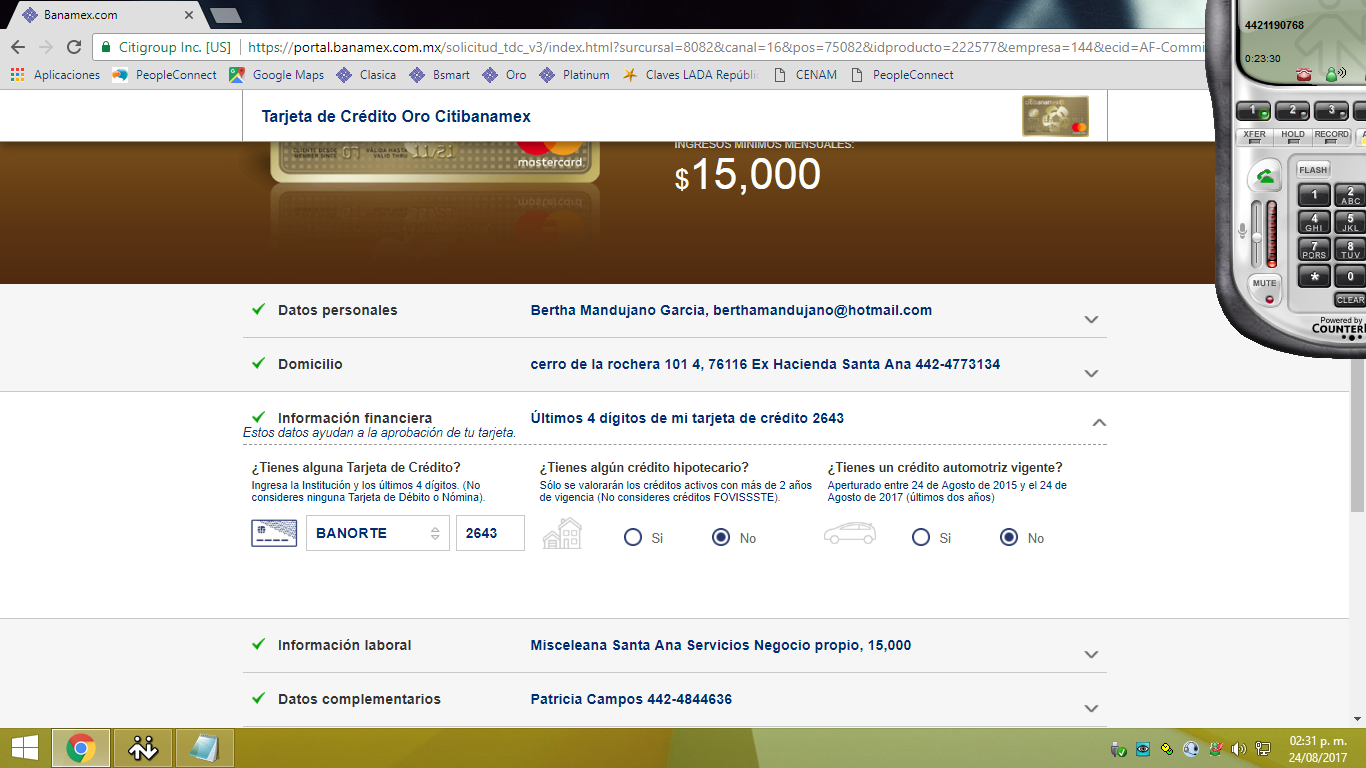 Banamex.com
Citigroup Inc. [US] https://portal.banamex.com.mx/solicitud_tdc_v3/index.html?sursursal=8082&canal=16&pos=75082&idproducto=222577&empresa=144&ecid=AF-Commi
Aplicaciones PeopleConnect Google Maps Clasica Bsmart Oro Platinum Claves LADA Repúbli CENAM PeopleConnect
Tarjeta de Crédito Oro Citibanamex
INGRESOS MÍNIMOS MENSUALES:
$15,000
mastercard.
Datos personales Bertha Mandujano Garcia, berthamandujano@hotmail.com
Domicilio cerro de la rochera 101 4, 76116 Ex Hacienda Santa Ana 442-4773134
Información financiera Últimos 4 dígitos de mi tarjeta de crédito 2643
Estos datos ayudan a la aprobación de tu tarjeta.
¿Tienes alguna Tarjeta de Crédito?
Ingresa la Institución y los últimos 4 dígitos. (No
consideres ninguna Tarjeta de Débito o Nómina).
BANORTE 2643
¿Tienes algún crédito hipotecario?
Sólo se valorarán los créditos activos con más de 2 años
de vigencia (No consideres créditos FOVISSSTE).
Si No
¿Tienes un crédito automotriz vigente?
Aperturado entre 24 de Agosto de 2015 y el 24 de
Agosto de 2017 (últimos dos años)
Si No
Información laboral Misceleana Santa Ana Servicios Negocio propio, 15,000
Datos complementarios Patricia Campos 442-4844636
4421190768
0:23:30
1 2 3
XFER HOLD RECORD
FLASH
1 2 ABC
4 GHI 5 JKL
7 PQRS 8 TUV
* 0
MUTE
CLEAR
Powered by
COUNTER
02:31 p. m.
24/08/2017